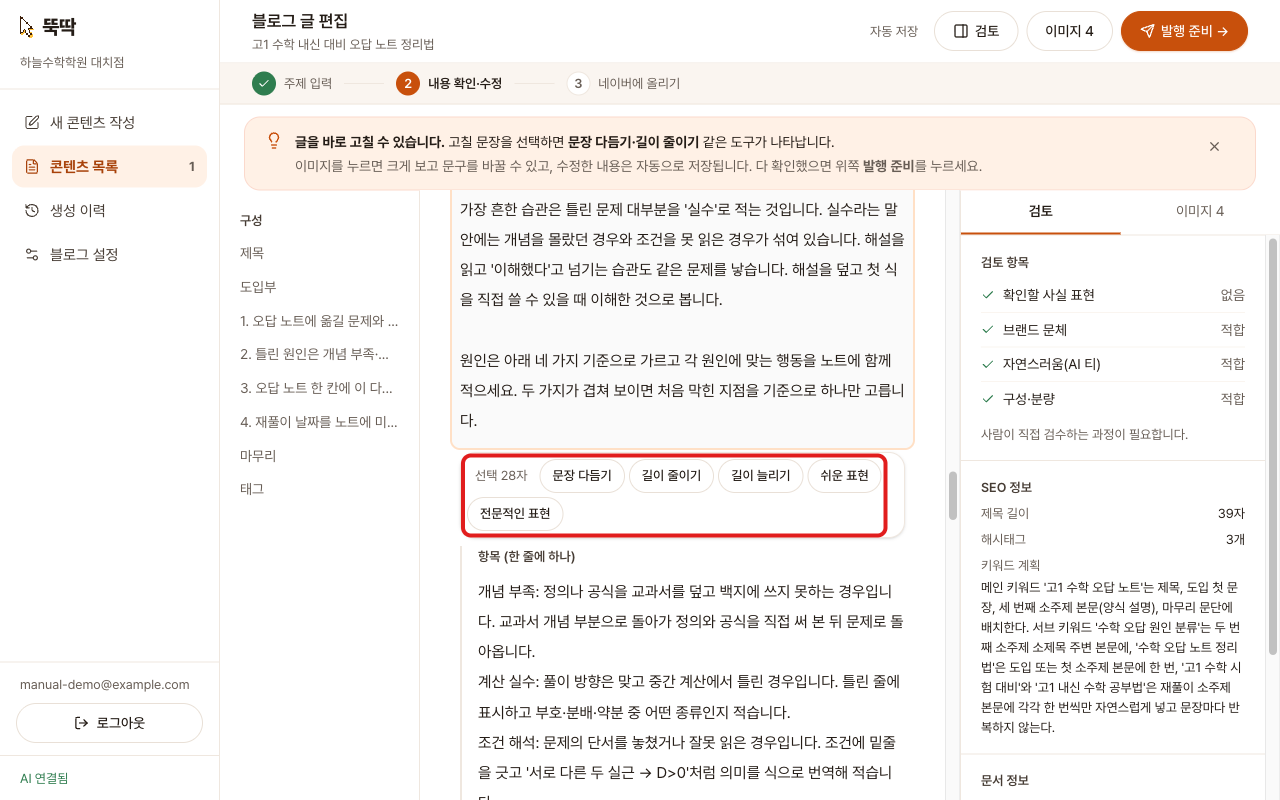 뚝딱
하늘수학학원 대치점
새 콘텐츠 작성
콘텐츠 목록 1
생성 이력
블로그 설정
manual-demo@example.com
로그아웃
AI 연결됨
블로그 글 편집
고1 수학 내신 대비 오답 노트 정리법
자동 저장
검토
이미지 4
발행 준비 →
주제 입력
2 내용 확인·수정
3 네이버에 올리기
글을 바로 고칠 수 있습니다. 고칠 문장을 선택하면 문장 다듬기·길이 줄이기 같은 도구가 나타납니다.
이미지를 누르면 크게 보고 문구를 바꿀 수 있고, 수정한 내용은 자동으로 저장됩니다. 다 확인했으면 위쪽 발행 준비를 누르세요.
구성
제목
도입부
1. 오답 노트에 옮길 문제와 ...
2. 틀린 원인은 개념 부족·...
3. 오답 노트 한 칸에 이 다...
4. 재풀이 날짜를 노트에 미...
마무리
태그
가장 흔한 습관은 틀린 문제 대부분을 '실수'로 적는 것입니다. 실수라는 말
안에는 개념을 몰랐던 경우와 조건을 못 읽은 경우가 섞여 있습니다. 해설을
읽고 '이해했다'고 넘기는 습관도 같은 문제를 낳습니다. 해설을 덮고 첫 식
을 직접 쓸 수 있을 때 이해한 것으로 봅니다.
원인은 아래 네 가지 기준으로 가르고 각 원인에 맞는 행동을 노트에 함께
적으세요. 두 가지가 겹쳐 보이면 처음 막힌 지점을 기준으로 하나만 고릅니
다.
선택 28자
문장 다듬기
길이 줄이기
길이 늘리기
쉬운 표현
전문적인 표현
항목 (한 줄에 하나)
개념 부족: 정의나 공식을 교과서를 덮고 백지에 쓰지 못하는 경우입니
다. 교과서 개념 부분으로 돌아가 정의와 공식을 직접 써 본 뒤 문제로 돌
아옵니다.
계산 실수: 풀이 방향은 맞고 중간 계산에서 틀린 경우입니다. 틀린 줄에
표시하고 부호·분배·약분 중 어떤 종류인지 적습니다.
조건 해석: 문제의 단서를 놓쳤거나 잘못 읽은 경우입니다. 조건에 밑줄
을 긋고 '서로 다른 두 실근 → D>0'처럼 의미를 식으로 번역해 적습니
검토
이미지 4
검토 항목
확인할 사실 표현 없음
브랜드 문체 적합
자연스러움(AI 티) 적합
구성·분량 적합
사람이 직접 검수하는 과정이 필요합니다.
SEO 정보
제목 길이 39자
해시태그 3개
키워드 계획
메인 키워드 '고1 수학 오답 노트'는 제목, 도입 첫 문
장, 세 번째 소주제 본문(양식 설명), 마무리 문단에
배치한다. 서브 키워드 '수학 오답 원인 분류'는 두 번
째 소주제 소제목 주변 본문에, '수학 오답 노트 정리
법'은 도입 또는 첫 소주제 본문에 한 번, '고1 수학 시
험 대비'와 '고1 내신 수학 공부법'은 재풀이 소주제
본문에 각각 한 번씩만 자연스럽게 넣고 문장마다 반
복하지 않는다.
문서 정보